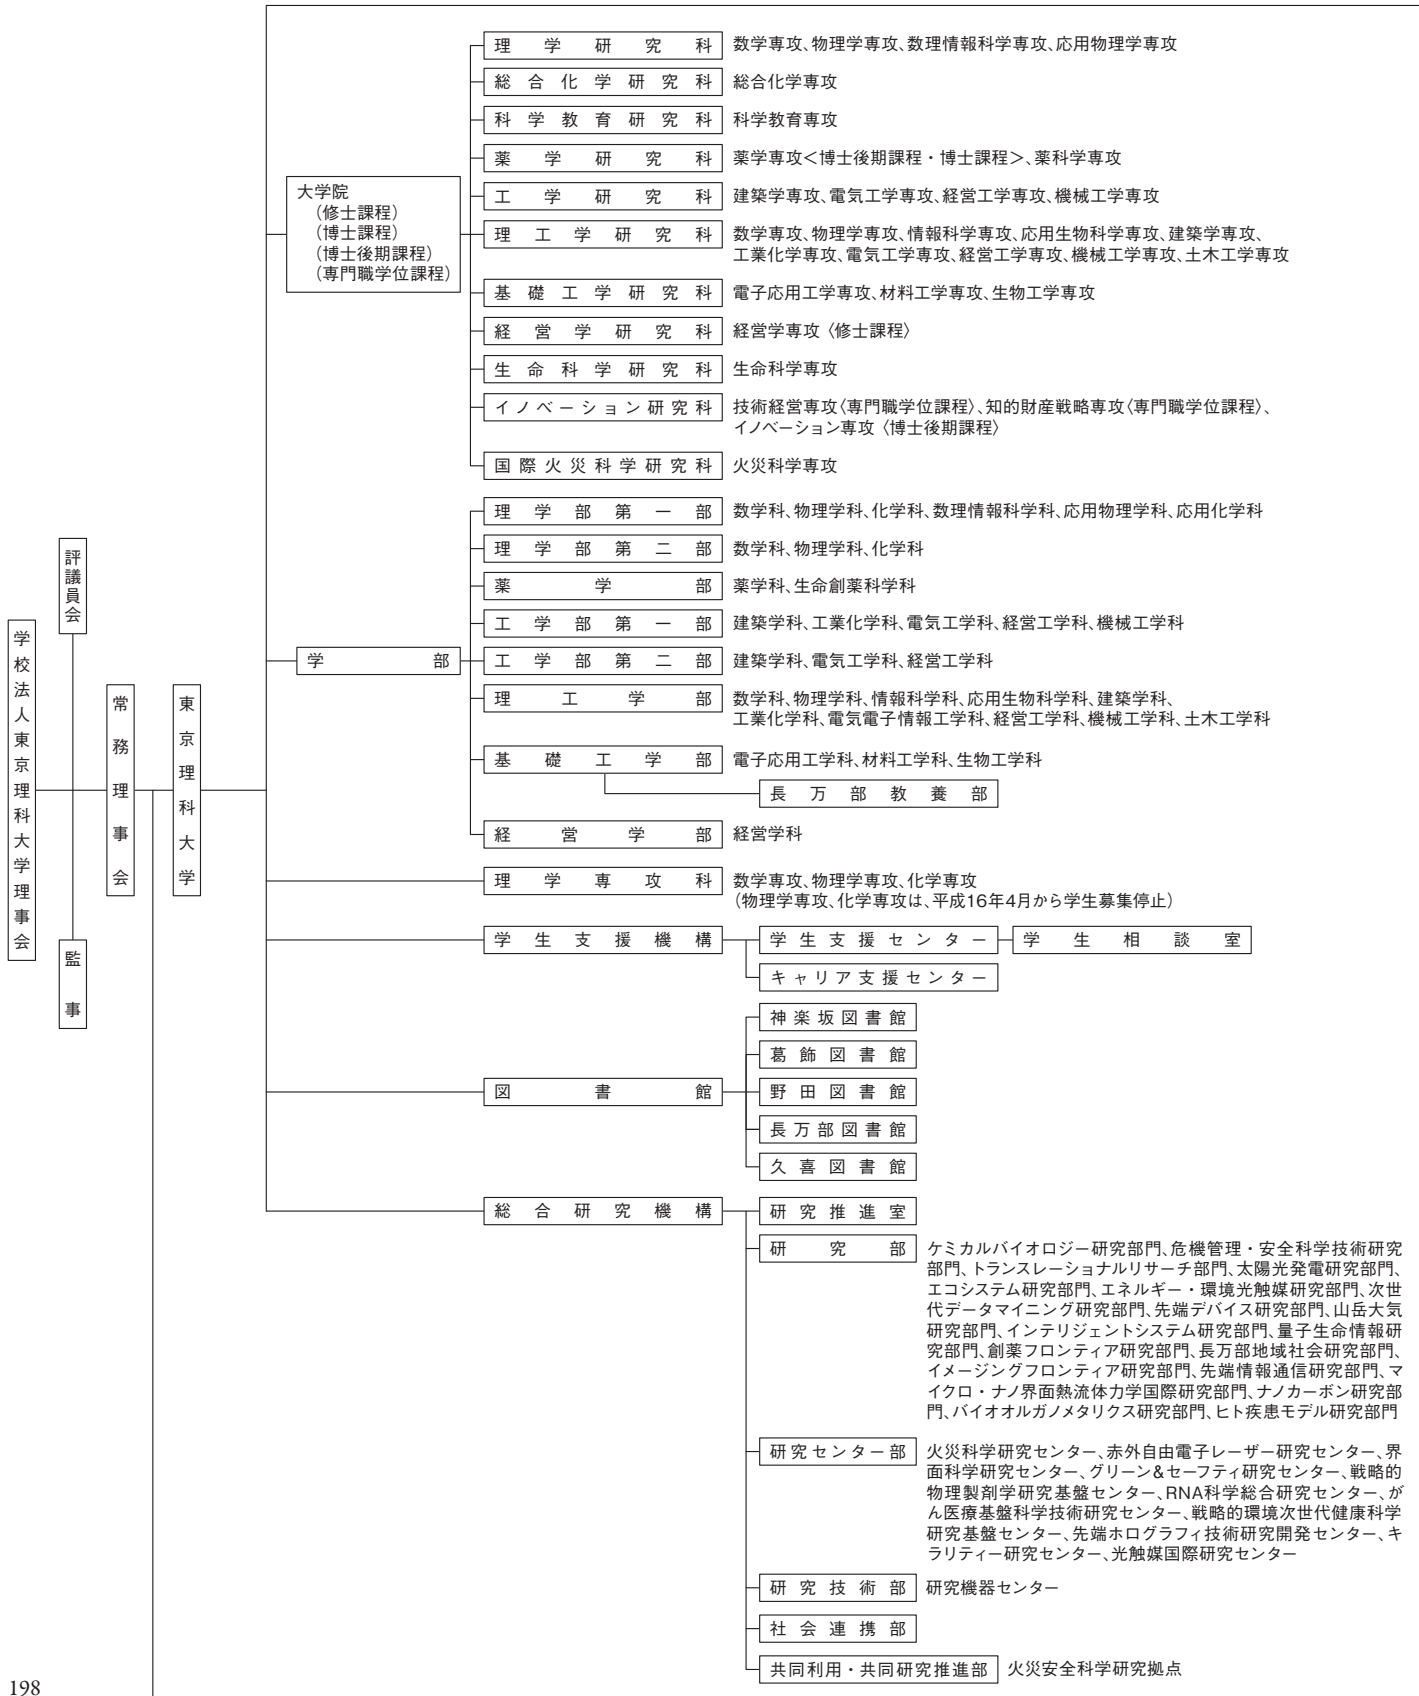 学校法人東京理科大学理事会
評議員会
監事
常務理事会
東京理科大学
大学院
（修士課程）
（博士課程）
（博士後期課程）
（専門職学位課程）
理学研究科 数学専攻、物理学専攻、数理情報科学専攻、応用物理学専攻
総合化学研究科 総合化学専攻
科学教育研究科 科学教育専攻
薬学研究科 薬学専攻<博士後期課程・博士課程>、薬科学専攻
工学研究科 建築学専攻、電気工学専攻、経営工学専攻、機械工学専攻
理工学研究科 数学専攻、物理学専攻、情報科学専攻、応用生物科学専攻、建築学専攻、
工業化学専攻、電気工学専攻、経営工学専攻、機械工学専攻、土木工学専攻
基礎工学研究科 電子応用工学専攻、材料工学専攻、生物工学専攻
経営学研究科 経営学専攻〈修士課程〉
生命科学研究科 生命科学専攻
イノベーション研究科 技術経営専攻〈専門職学位課程〉、知的財産戦略専攻〈専門職学位課程〉、
イノベーション専攻〈博士後期課程〉
国際火災科学研究科 火災科学専攻
学部
理学部第一部 数学科、物理学科、化学科、数理情報科学科、応用物理学科、応用化学科
理学部第二部 数学科、物理学科、化学科
薬学部 薬学科、生命創薬科学科
工学部第一部 建築学科、工業化学科、電気工学科、経営工学科、機械工学科
工学部第二部 建築学科、電気工学科、経営工学科
理工学部 数学科、物理学科、情報科学科、応用生物科学科、建築学科、
工業化学科、電気電子情報工学科、経営工学科、機械工学科、土木工学科
基礎工学部 電子応用工学科、材料工学科、生物工学科
長万部教養部
経営学部 経営学科
理学専攻科 数学専攻、物理学専攻、化学専攻
（物理学専攻、化学専攻は、平成16年4月から学生募集停止）
学生支援機構 学生支援センター 学生相談室
キャリア支援センター
図書館
神楽坂図書館
葛飾図書館
野田図書館
長万部図書館
久喜図書館
総合研究機構 研究推進室
研究部 ケミカルバイオロジー研究部門、危機管理・安全科学技術研究
部門、トランスレーショナルリサーチ部門、太陽光発電研究部門、
エコシステム研究部門、エネルギー・環境光触媒研究部門、次世
代データマイニング研究部門、先端デバイス研究部門、山岳大気
研究部門、インテリジェントシステム研究部門、量子生命情報研
究部門、創薬フロンティア研究部門、長万部地域社会研究部門、
イメージングフロンティア研究部門、先端情報通信研究部門、マ
イクロ・ナノ界面熱流体力学国際研究部門、ナノカーボン研究部
門、バイオオルガノメタリクス研究部門、ヒト疾患モデル研究部門
研究センター部 火災科学研究センター、赤外自由電子レーザー研究センター、界
面科学研究センター、グリーン&セーフティ研究センター、戦略的
物理製剤学研究基盤センター、RNA科学総合研究センター、が
ん医療基盤科学技術研究センター、戦略的環境次世代健康科学
研究基盤センター、先端ホログラフィ技術研究開発センター、キ
ラリティー研究センター、光触媒国際研究センター
研究技術部 研究機器センター
社会連携部
共同利用・共同研究推進部 火災安全科学研究拠点
198